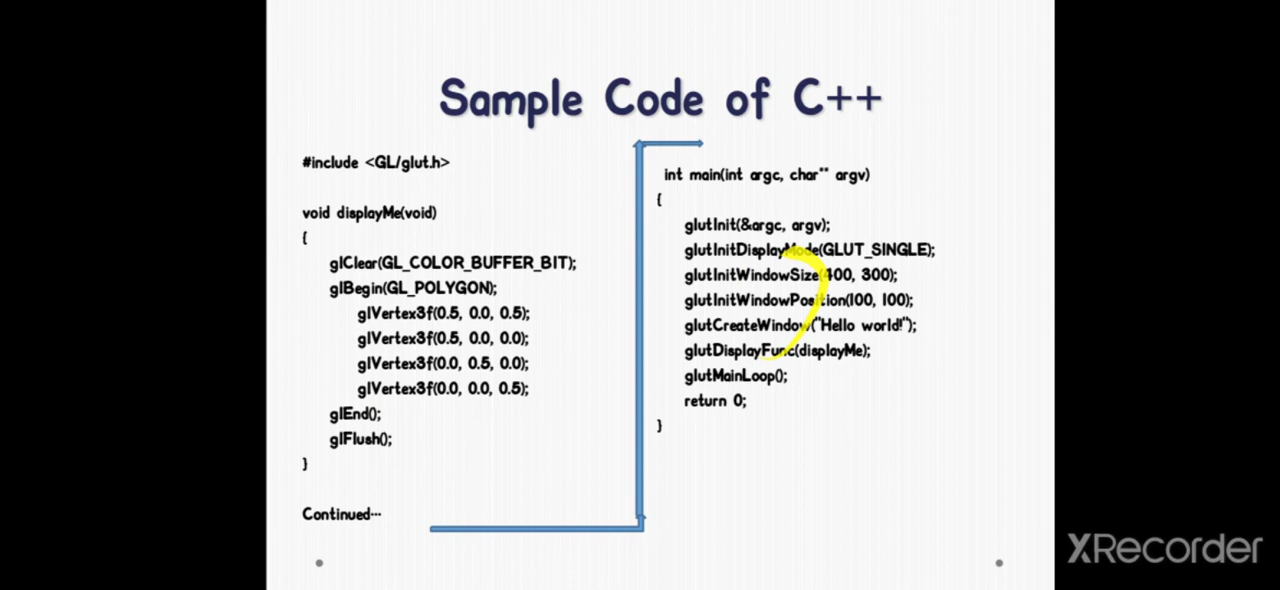 Sample Code of C++
#include <GL/glut.h>
void displayMe(void)
{
glClear(GL_COLOR_BUFFER_BIT);
glBegin(GL_POLYGON);
glVertex3f(0.5, 0.0, 0.5);
glVertex3f(0.5, 0.0, 0.0);
glVertex3f(0.0, 0.5, 0.0);
glVertex3f(0.0, 0.0, 0.5);
glEnd();
glFlush();
}
Continued…
int main(int argc, char** argv)
{
glutInit(&argc, argv);
glutInitDisplayMode(GLUT_SINGLE);
glutInitWindowSize(400, 300);
glutInitWindowPosition(100, 100);
glutCreateWindow("Hello world!");
glutDisplayFunc(displayMe);
glutMainLoop();
return 0;
}
XRecorder